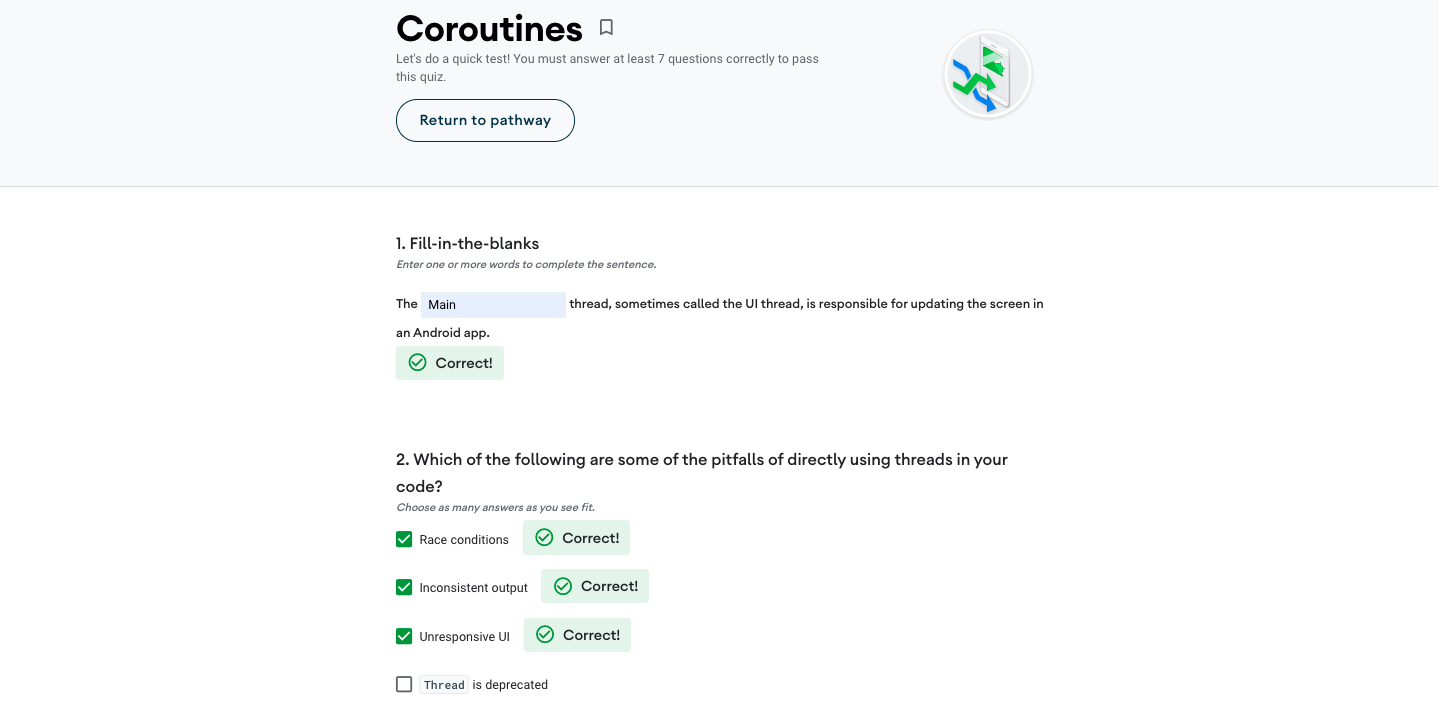 Coroutines
Let's do a quick test! You must answer at least 7 questions correctly to pass
this quiz.
Return to pathway
1. Fill-in-the-blanks
Enter one or more words to complete the sentence.
The Main thread, sometimes called the UI thread, is responsible for updating the screen in
an Android app.
Correct!
2. Which of the following are some of the pitfalls of directly using threads in your
code?
Choose as many answers as you see fit.
Race conditions Correct!
Inconsistent output Correct!
Unresponsive UI Correct!
Thread is deprecated